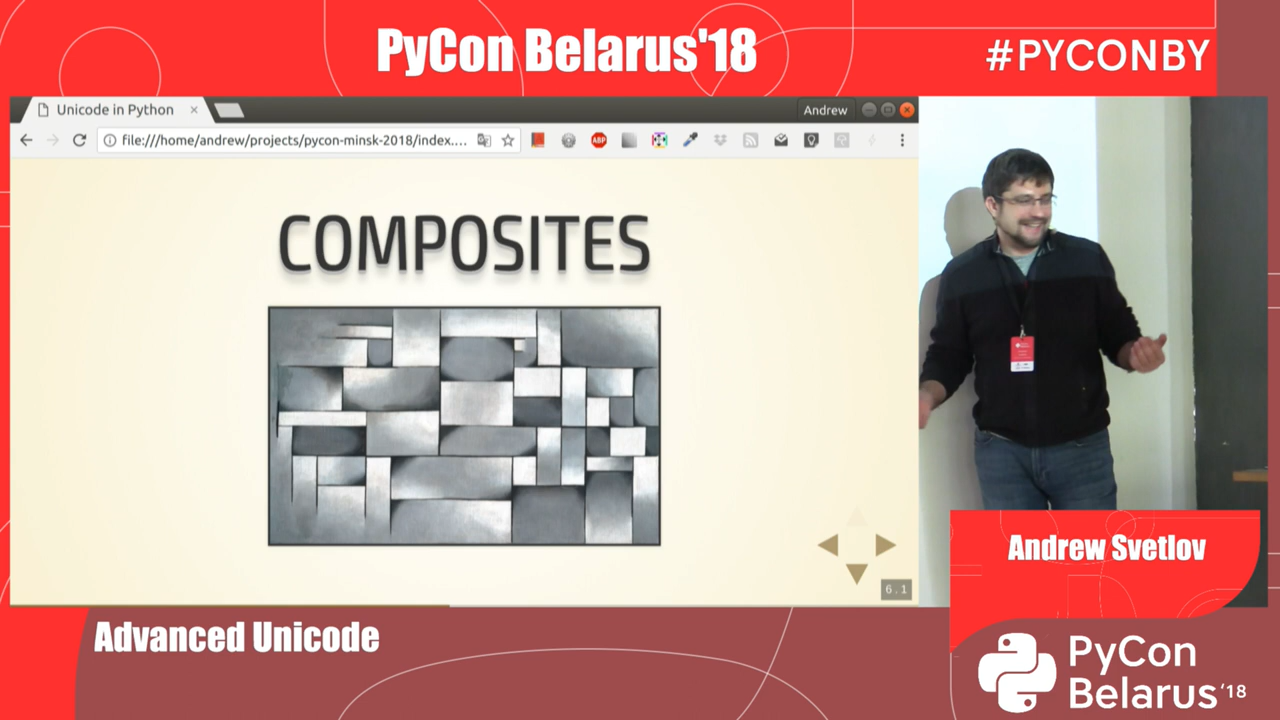 PyCon Belarus'18
#PYCONBY
Unicode in Python
Andrew
file:///home/andrew/projects/pycon-minsk-2018/index....
ABP
COMPOSITES
6.1
Andrew Svetlov
Advanced Unicode
PyCon
Belarus '18